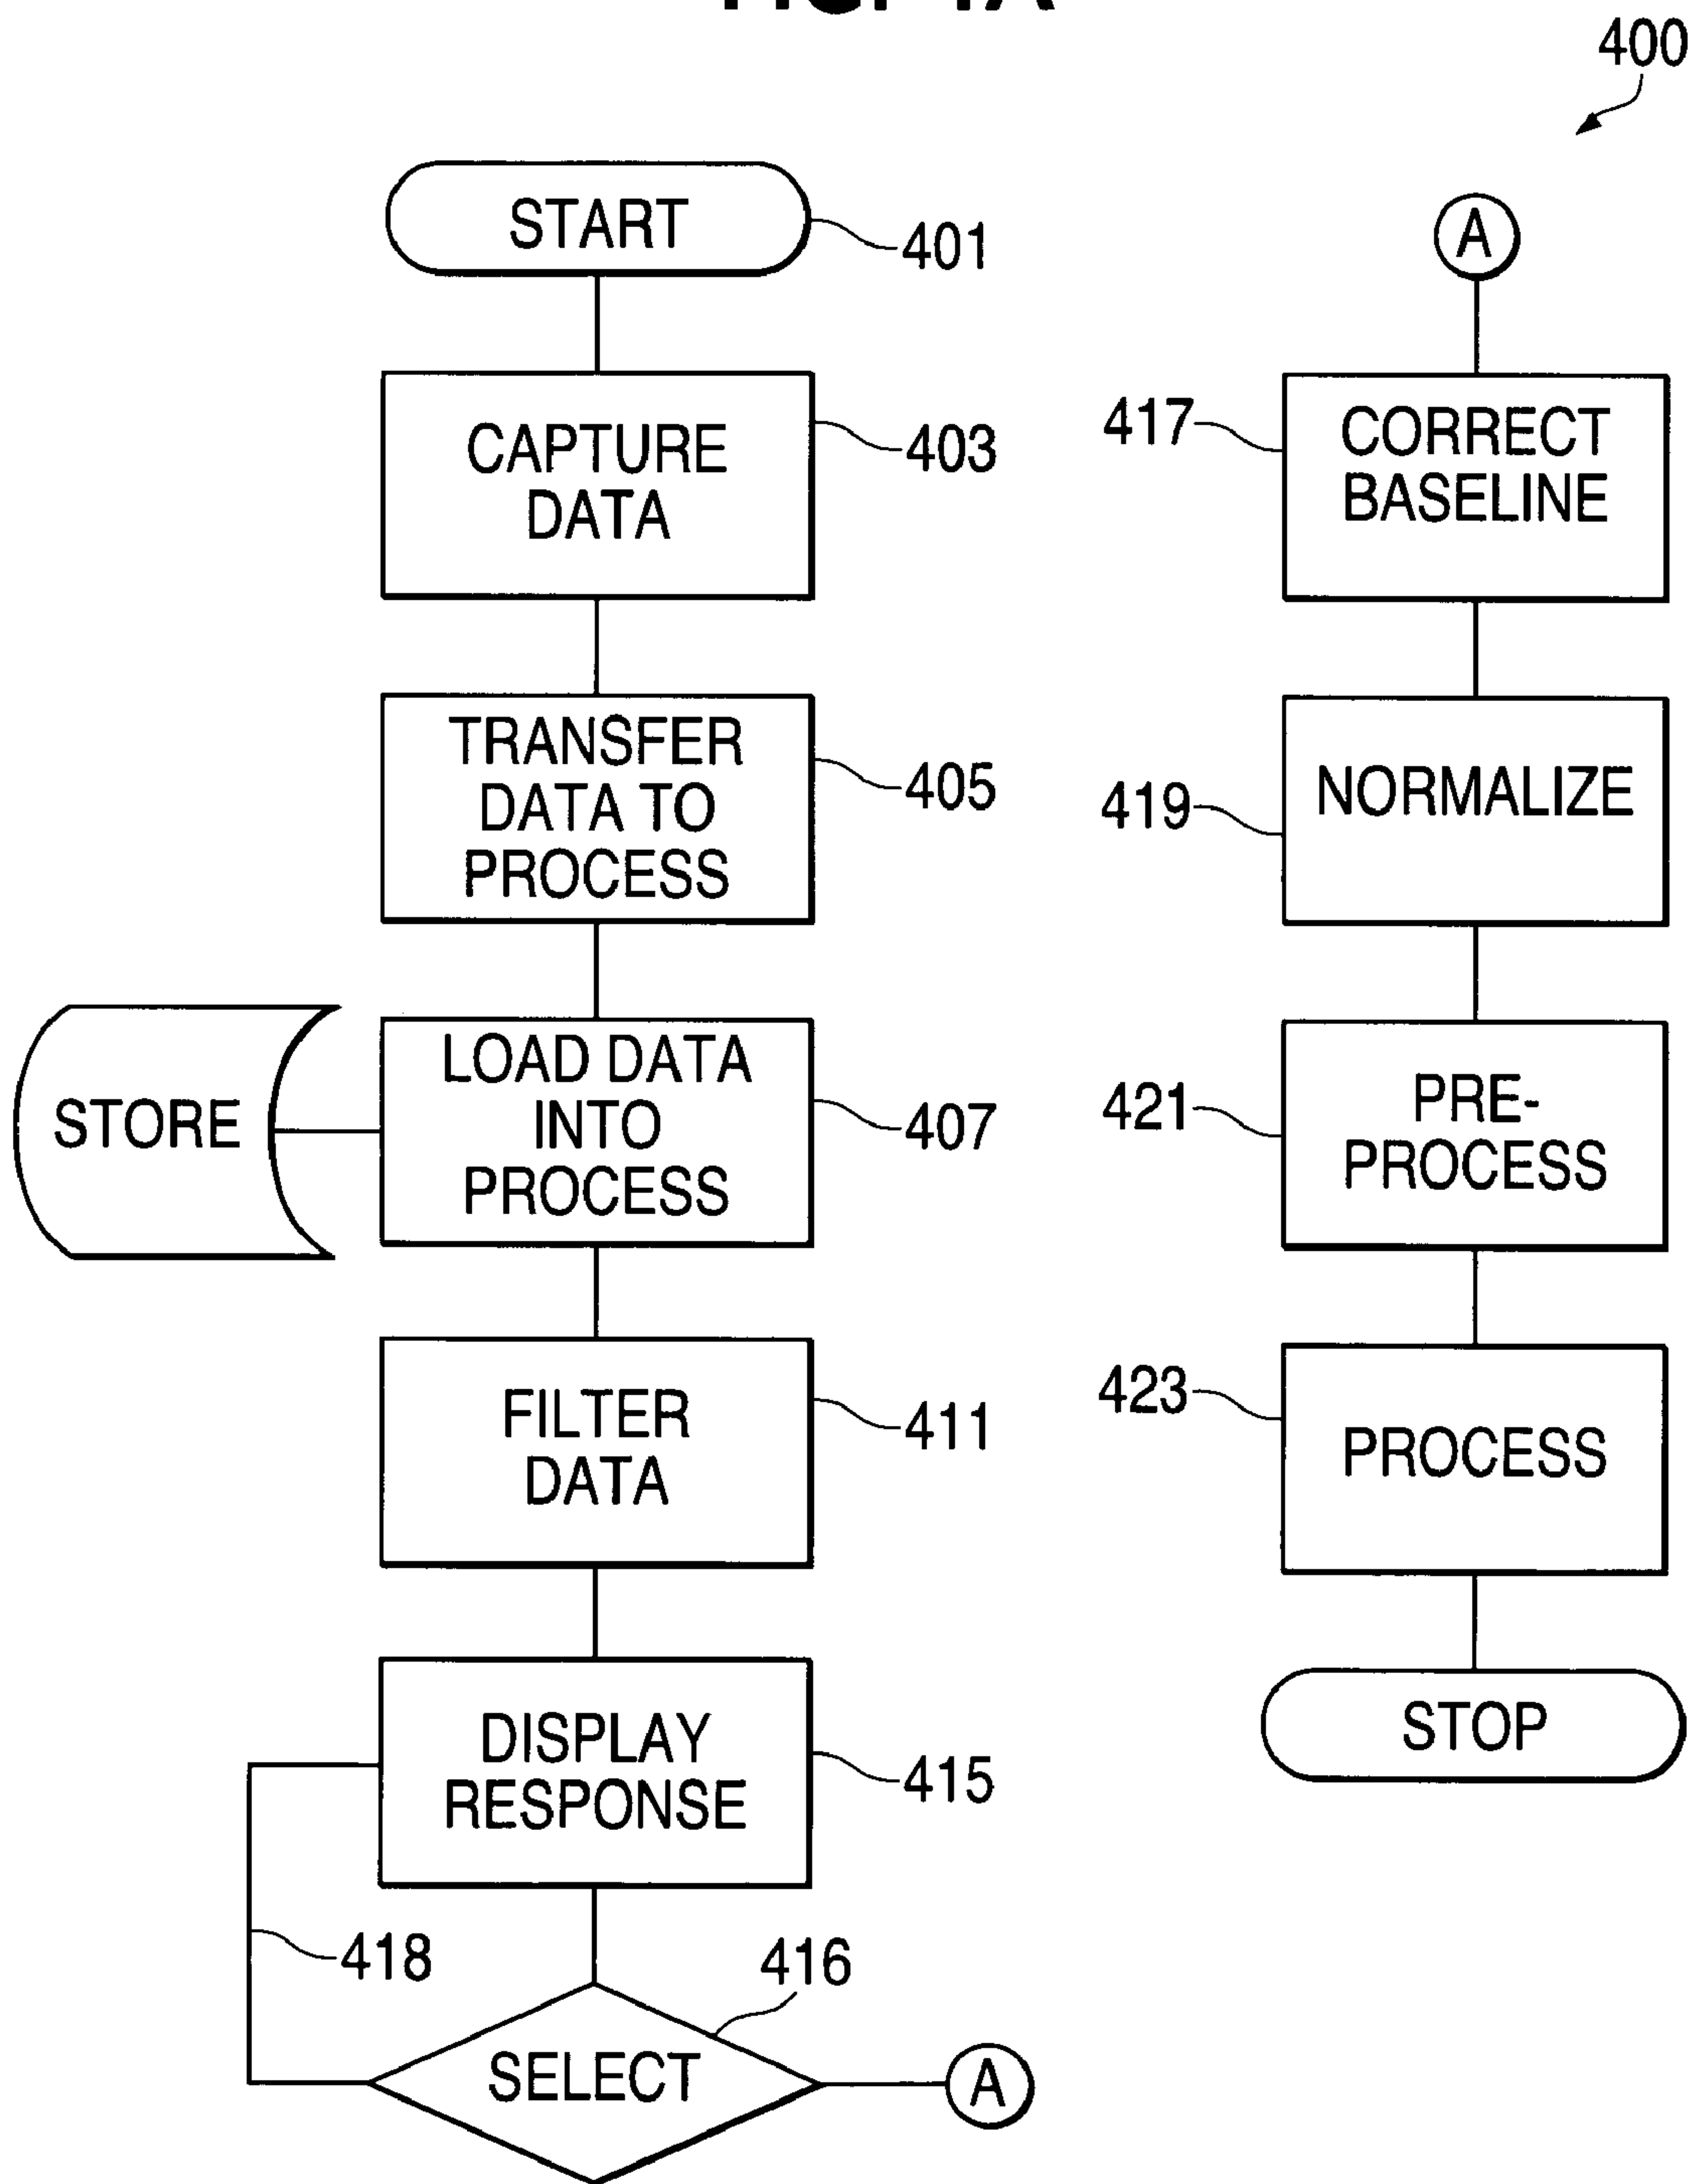 400
START
401
CAPTURE
DATA
403
TRANSFER
DATA TO
PROCESS
405
STORE
LOAD DATA
INTO
PROCESS
407
FILTER
DATA
411
DISPLAY
RESPONSE
415
418
416
SELECT
A
A
417
CORRECT
BASELINE
419
NORMALIZE
421
PRE-
PROCESS
423
PROCESS
STOP